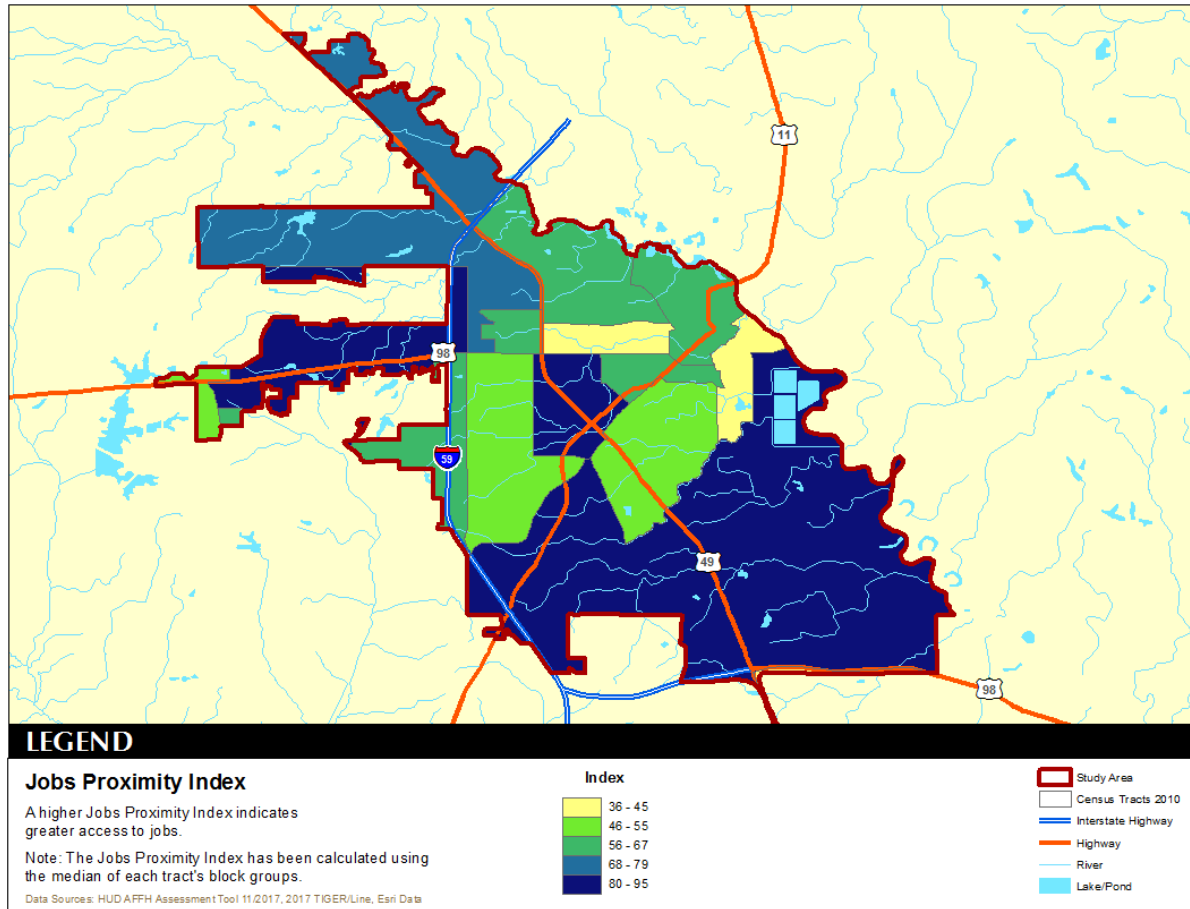 11
98
59
49
98
LEGEND
Jobs Proximity Index
A higher Jobs Proximity Index indicates
greater access to jobs.
Note: The Jobs Proximity Index has been calculated using
the median of each tract's block groups.
Data Sources: HUD AFFH Assessment Tool 11/2017, 2017 TIGER/Line, Esri Data
Index
36 - 45
46 - 55
56 - 67
68 - 79
80 - 95
Study Area
Census Tracts 2010
Interstate Highway
Highway
River
Lake/Pond